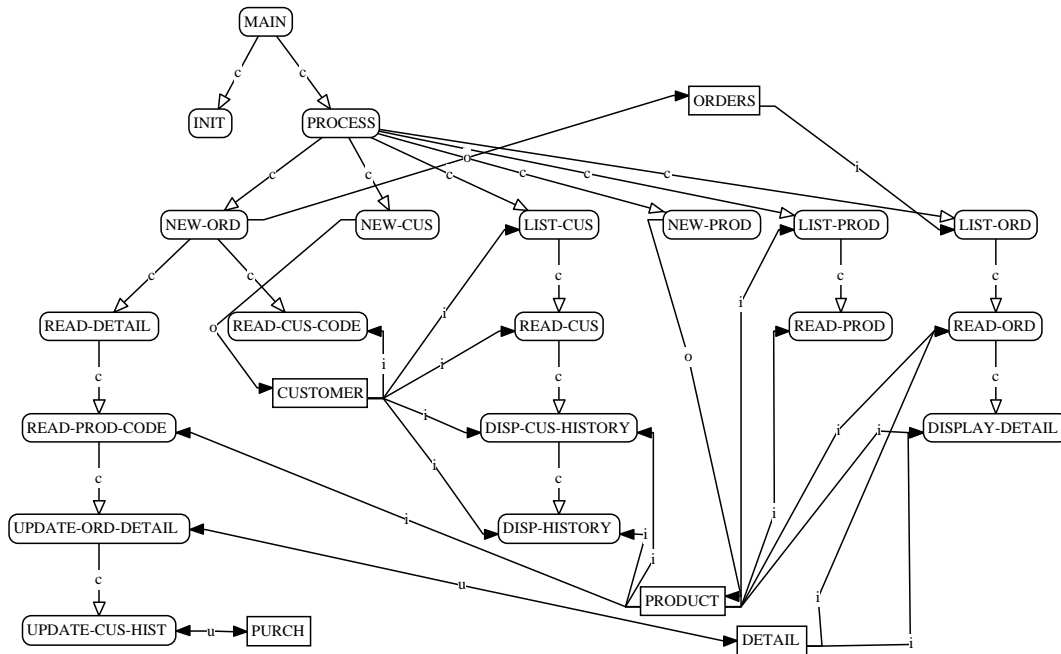 MAIN
c
c
ORDERS
INIT
PROCESS
o
c
c
c
c
c
c
i
NEW-ORD
NEW-CUS
LIST-CUS
NEW-PROD
LIST-PROD
LIST-ORD
c
c
c
c
c
o
i
i
READ-DETAIL
READ-CUS-CODE
READ-CUS
READ-PROD
READ-ORD
i
i
o
c
c
c
CUSTOMER
READ-PROD-CODE
i
DISP-CUS-HISTORY
i
i
DISPLAY-DETAIL
c
i
c
i
UPDATE-ORD-DETAIL
i
DISP-HISTORY
i
i
c
u
i
PRODUCT
UPDATE-CUS-HIST
u
PURCH
DETAIL
i